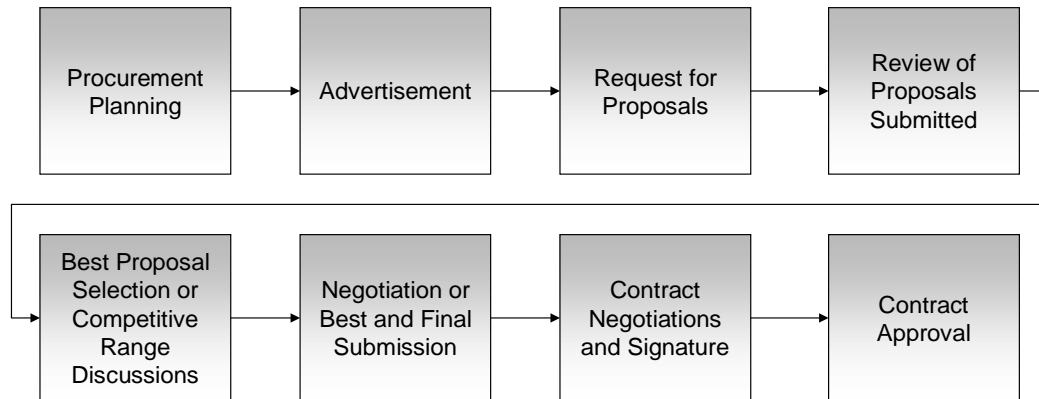 Procurement
Planning
Advertisement
Request for
Proposals
Review of
Proposals
Submitted
Best Proposal
Selection or
Competitive
Range
Discussions
Negotiation or
Best and Final
Submission
Contract
Negotiations
and Signature
Contract
Approval